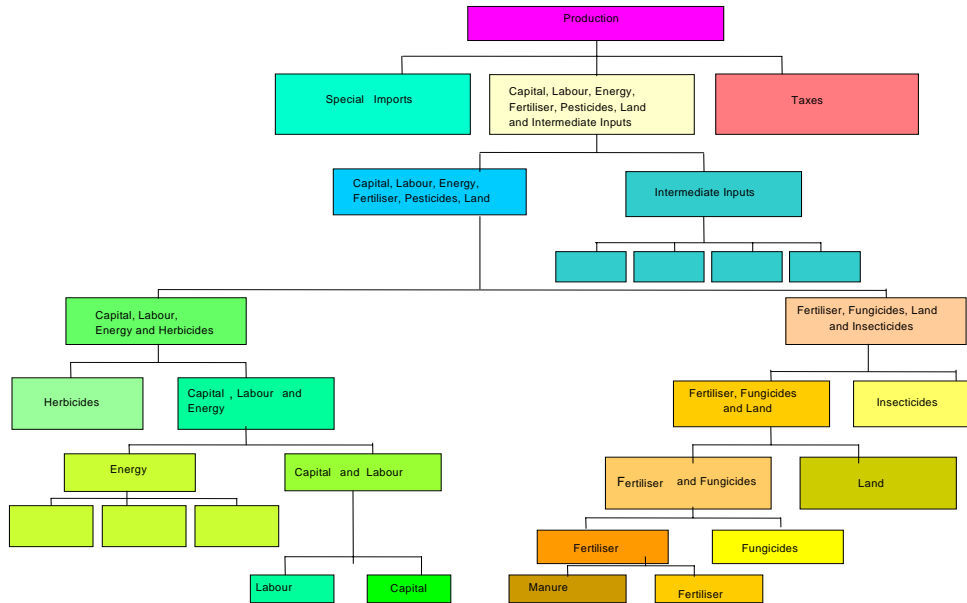 Production
Special Imports
Capital, Labour, Energy,
Fertiliser, Pesticides, Land
and Intermediate Inputs
Taxes
Capital, Labour, Energy,
Fertiliser, Pesticides, Land
Intermediate Inputs
Capital, Labour,
Energy and Herbicides
Fertiliser, Fungicides, Land
and Insecticides
Herbicides
Capital , Labour and
Energy
Fertiliser, Fungicides
and Land
Insecticides
Energy
Capital and Labour
Fertiliser and Fungicides
Land
Fertiliser
Fungicides
Labour
Capital
Manure
Fertiliser